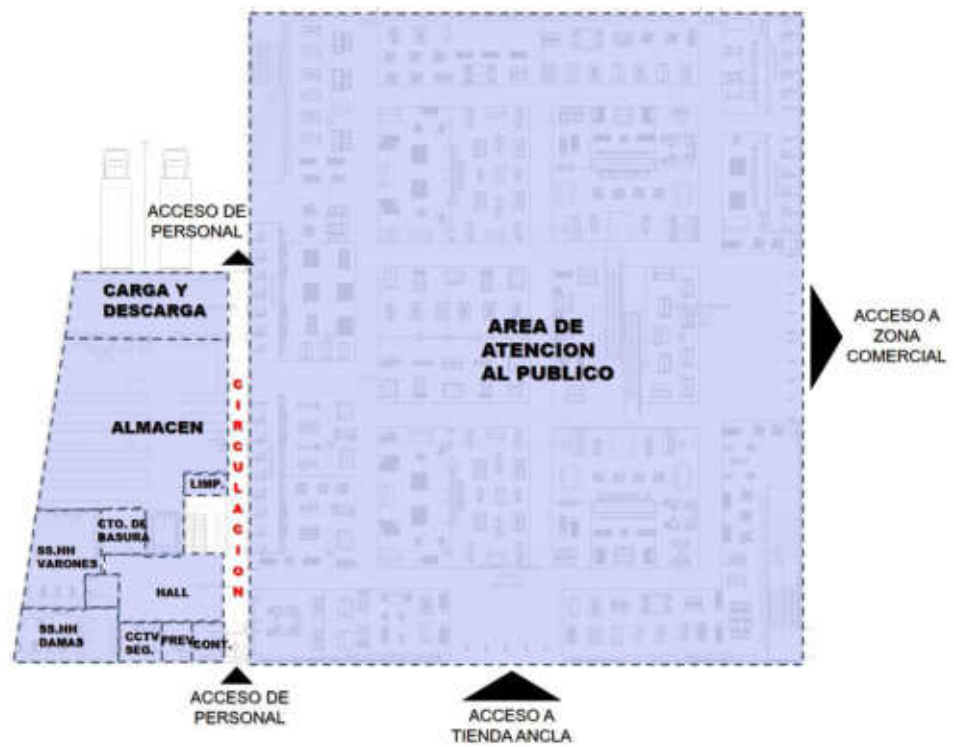 ACCESO DE
PERSONAL
CARGA Y
DESCARGA
AREA DE
ATENCION
AL PUBLICO
ACCESO A
ZONA
COMERCIAL
CIRCULACION
ALMACEN
LIMP.
CTO. DE
BASURA
SS.HH
VARONES
HALL
SS.HH
DAMAS
CCTV
SEG.
PREV
CONT.
ACCESO DE
PERSONAL
ACCESO A
TIENDA ANCLA